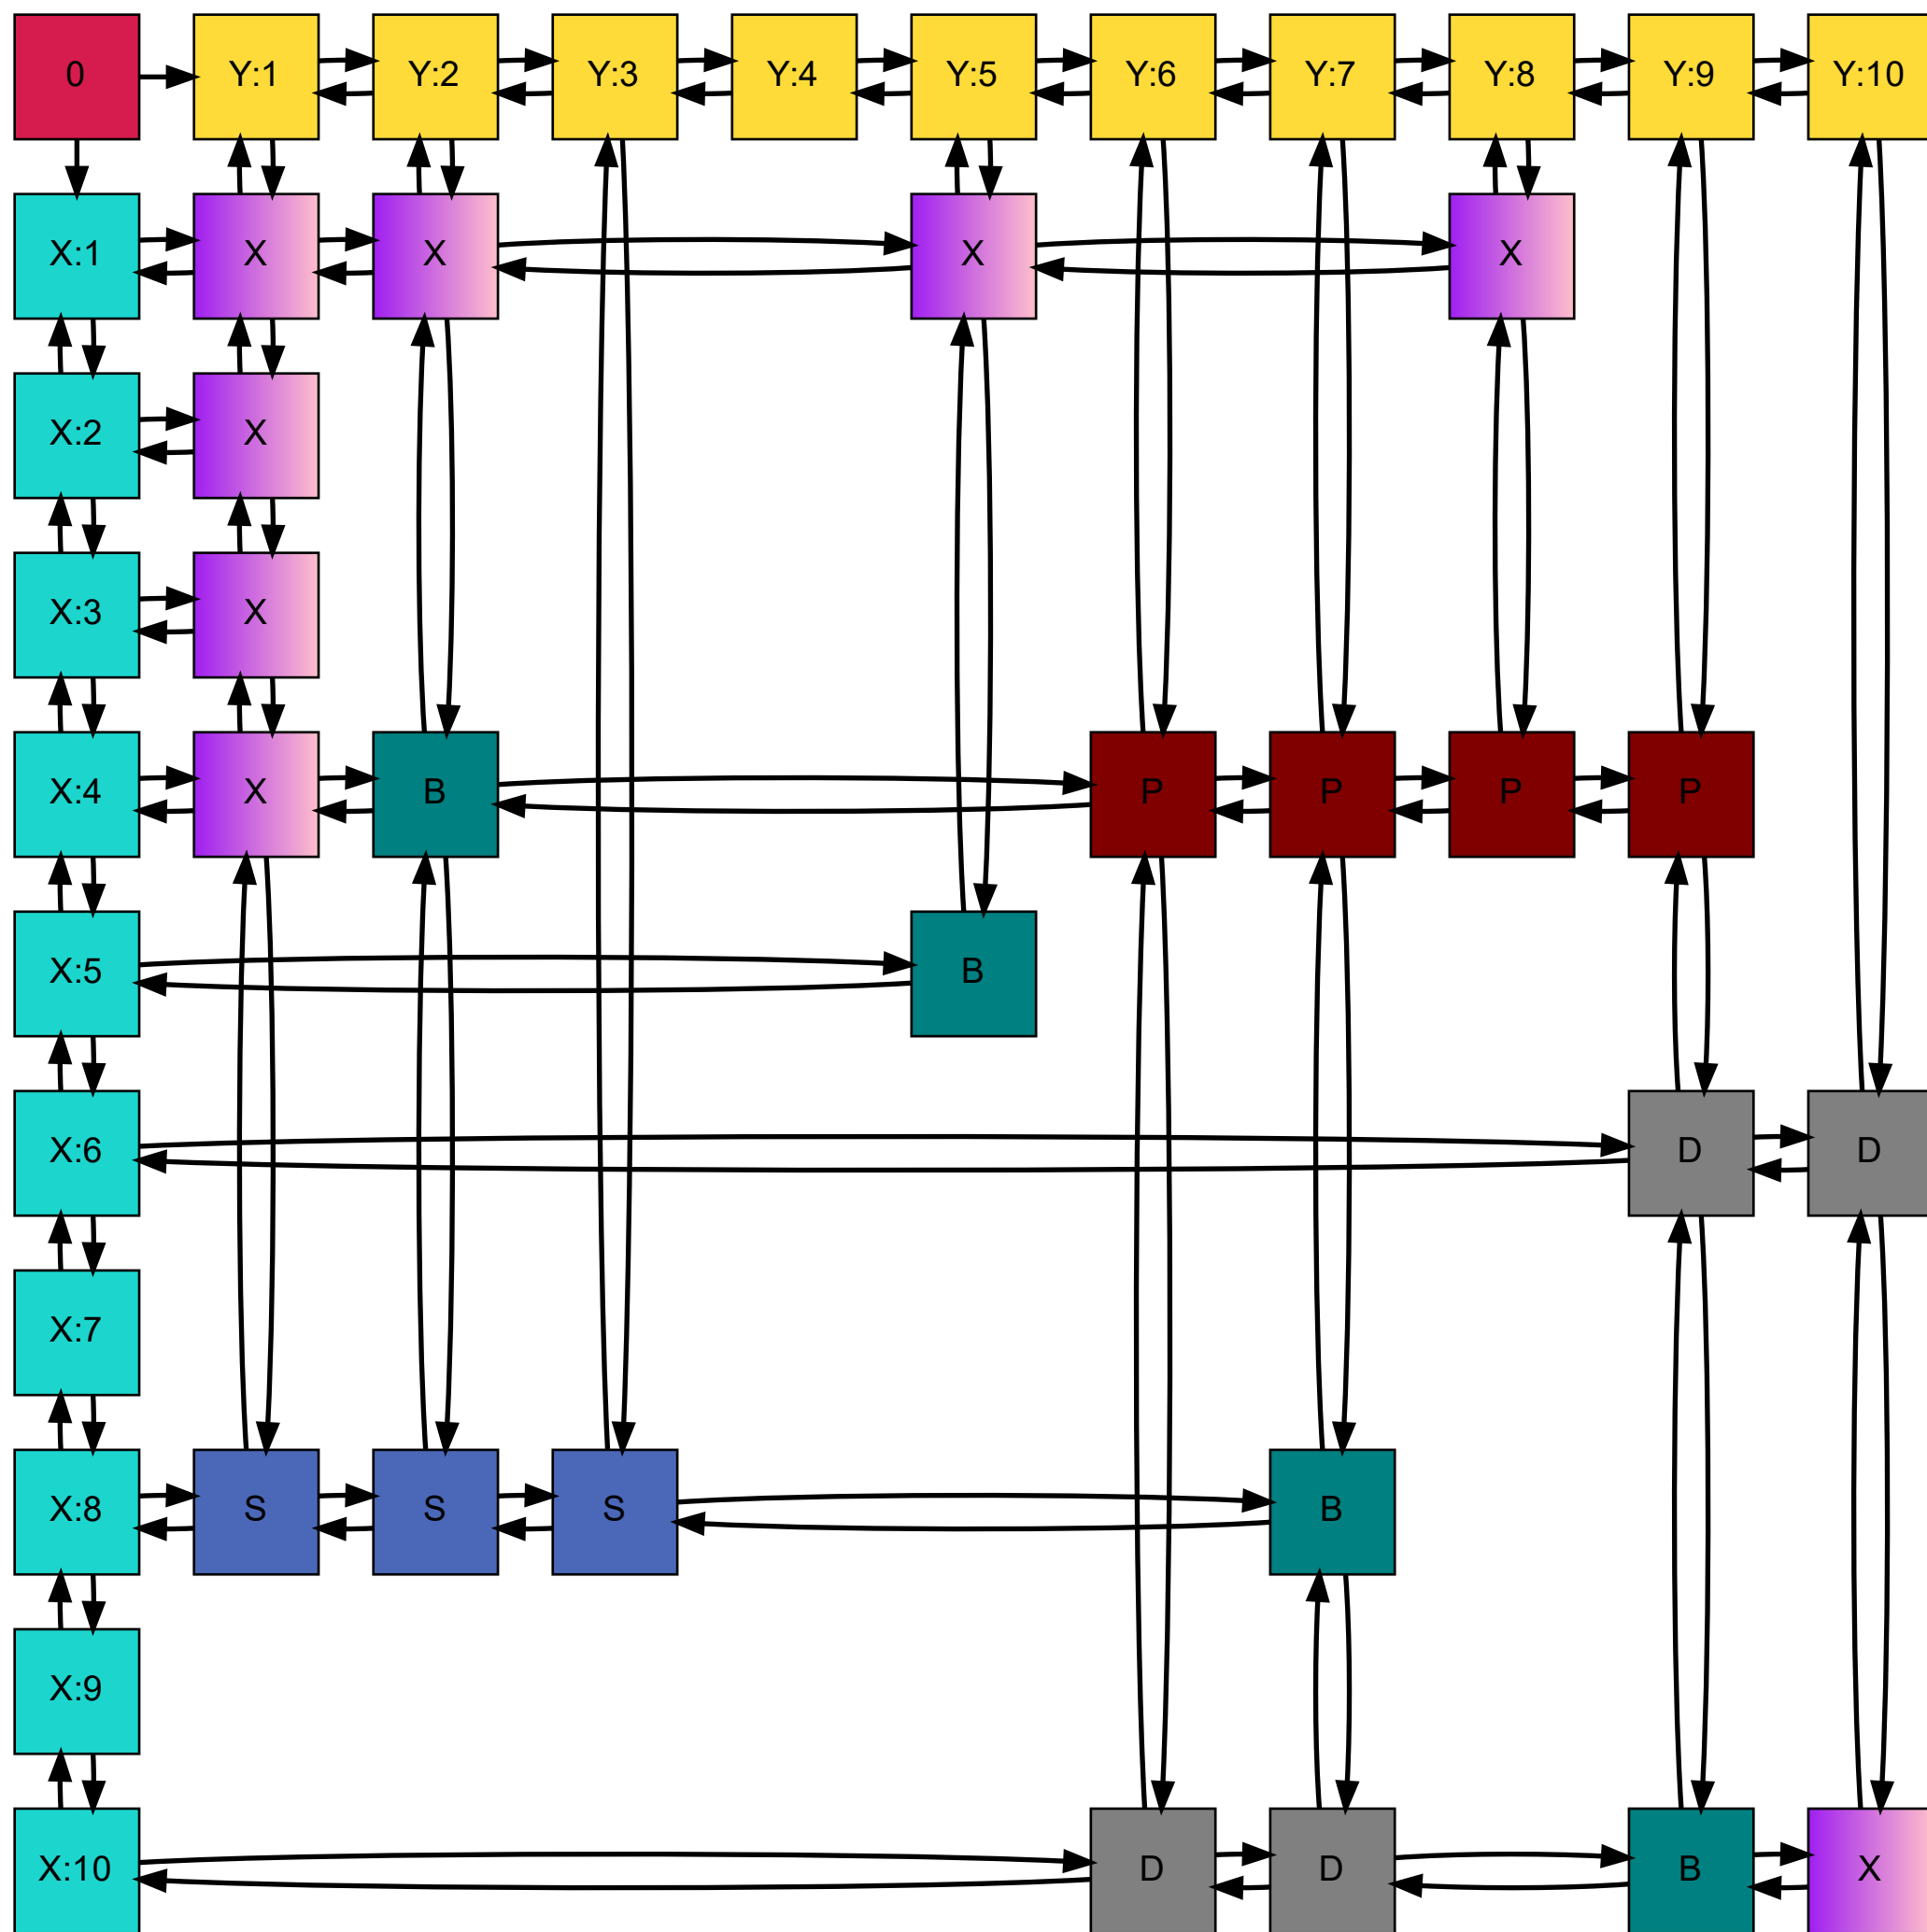 0 Y:1 Y:2 Y:3 Y:4 Y:5 Y:6 Y:7 Y:8 Y:9 Y:10
X:1 X X X X
X:2 X
X:3 X
X:4 X B P P P P
X:5 B
X:6 D D
X:7
X:8 S S S B
X:9
X:10 D D B X